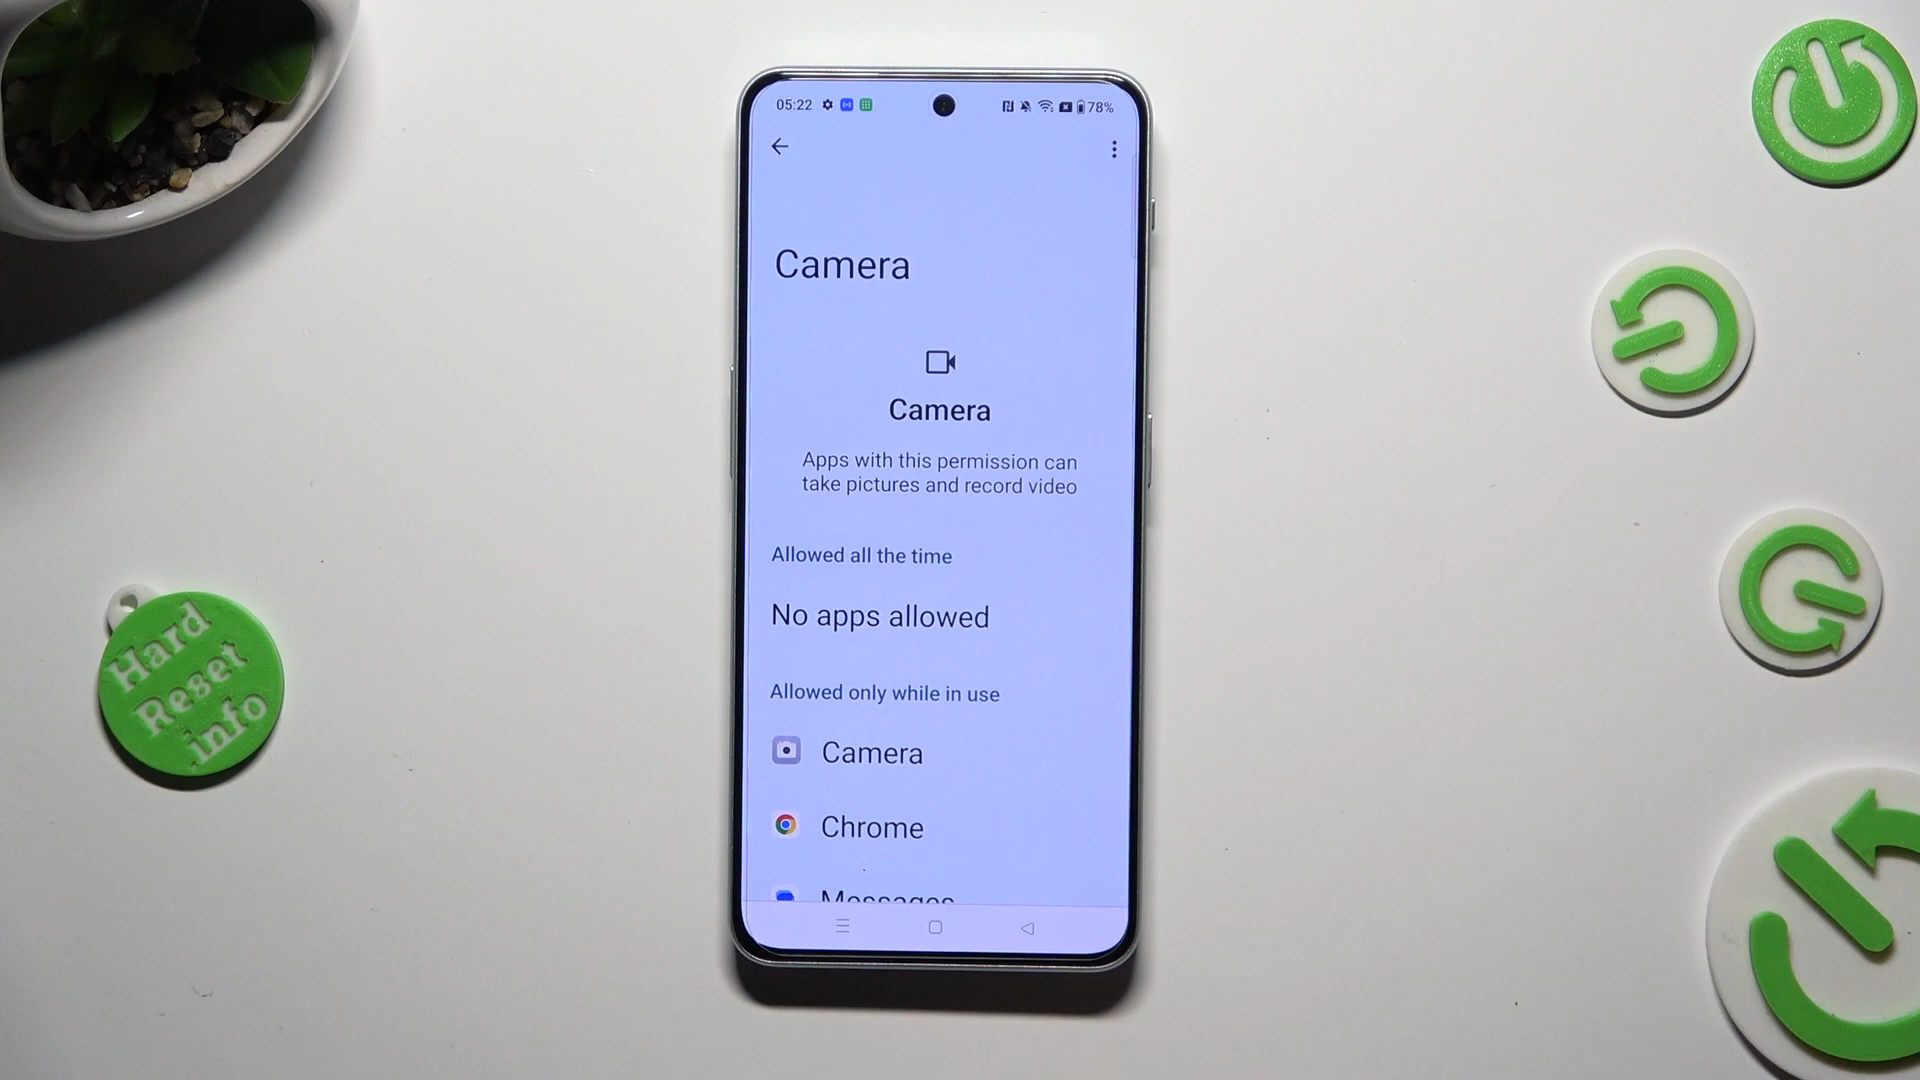 05:22
78%
Camera
Camera
Apps with this permission can
take pictures and record video
Allowed all the time
No apps allowed
Allowed only while in use
Camera
Chrome
Messages
Hard
Reset
.info